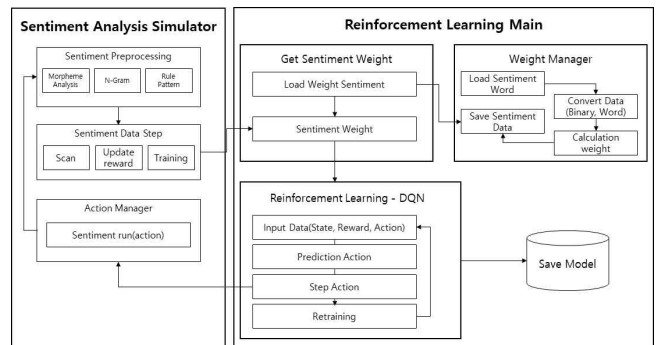 Sentiment Analysis Simulator
Sentiment Preprocessing
Morpheme
Analysis
N-Gram
Rule
Pattern
Sentiment Data Step
Scan
Update
reward
Training
Action Manager
Sentiment run(action)
Reinforcement Learning Main
Get Sentiment Weight
Load Weight Sentiment
Sentiment Weight
Weight Manager
Load Sentiment
Word
Convert Data
(Binary, Word)
Save Sentiment
Data
Calculation
weight
Reinforcement Learning - DQN
Input Data(State, Reward, Action)
Prediction Action
Step Action
Retraining
Save Model